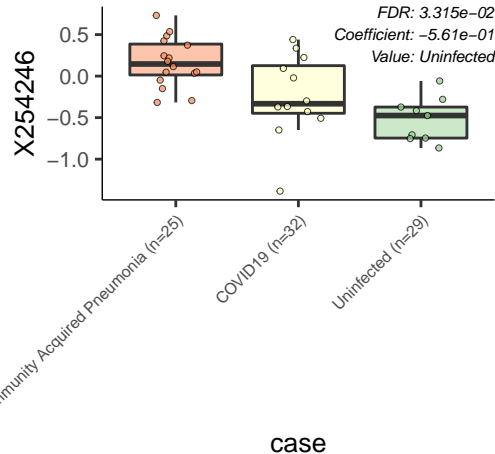 FDR: 3.315e-02
Coefficient: -5.61e-01
Value: Uninfected
X254246
0.5
0.0
−0.5
−1.0
Acquired Pneumonia (n=25)
COVID19 (n=32)
Uninfected (n=29)
case